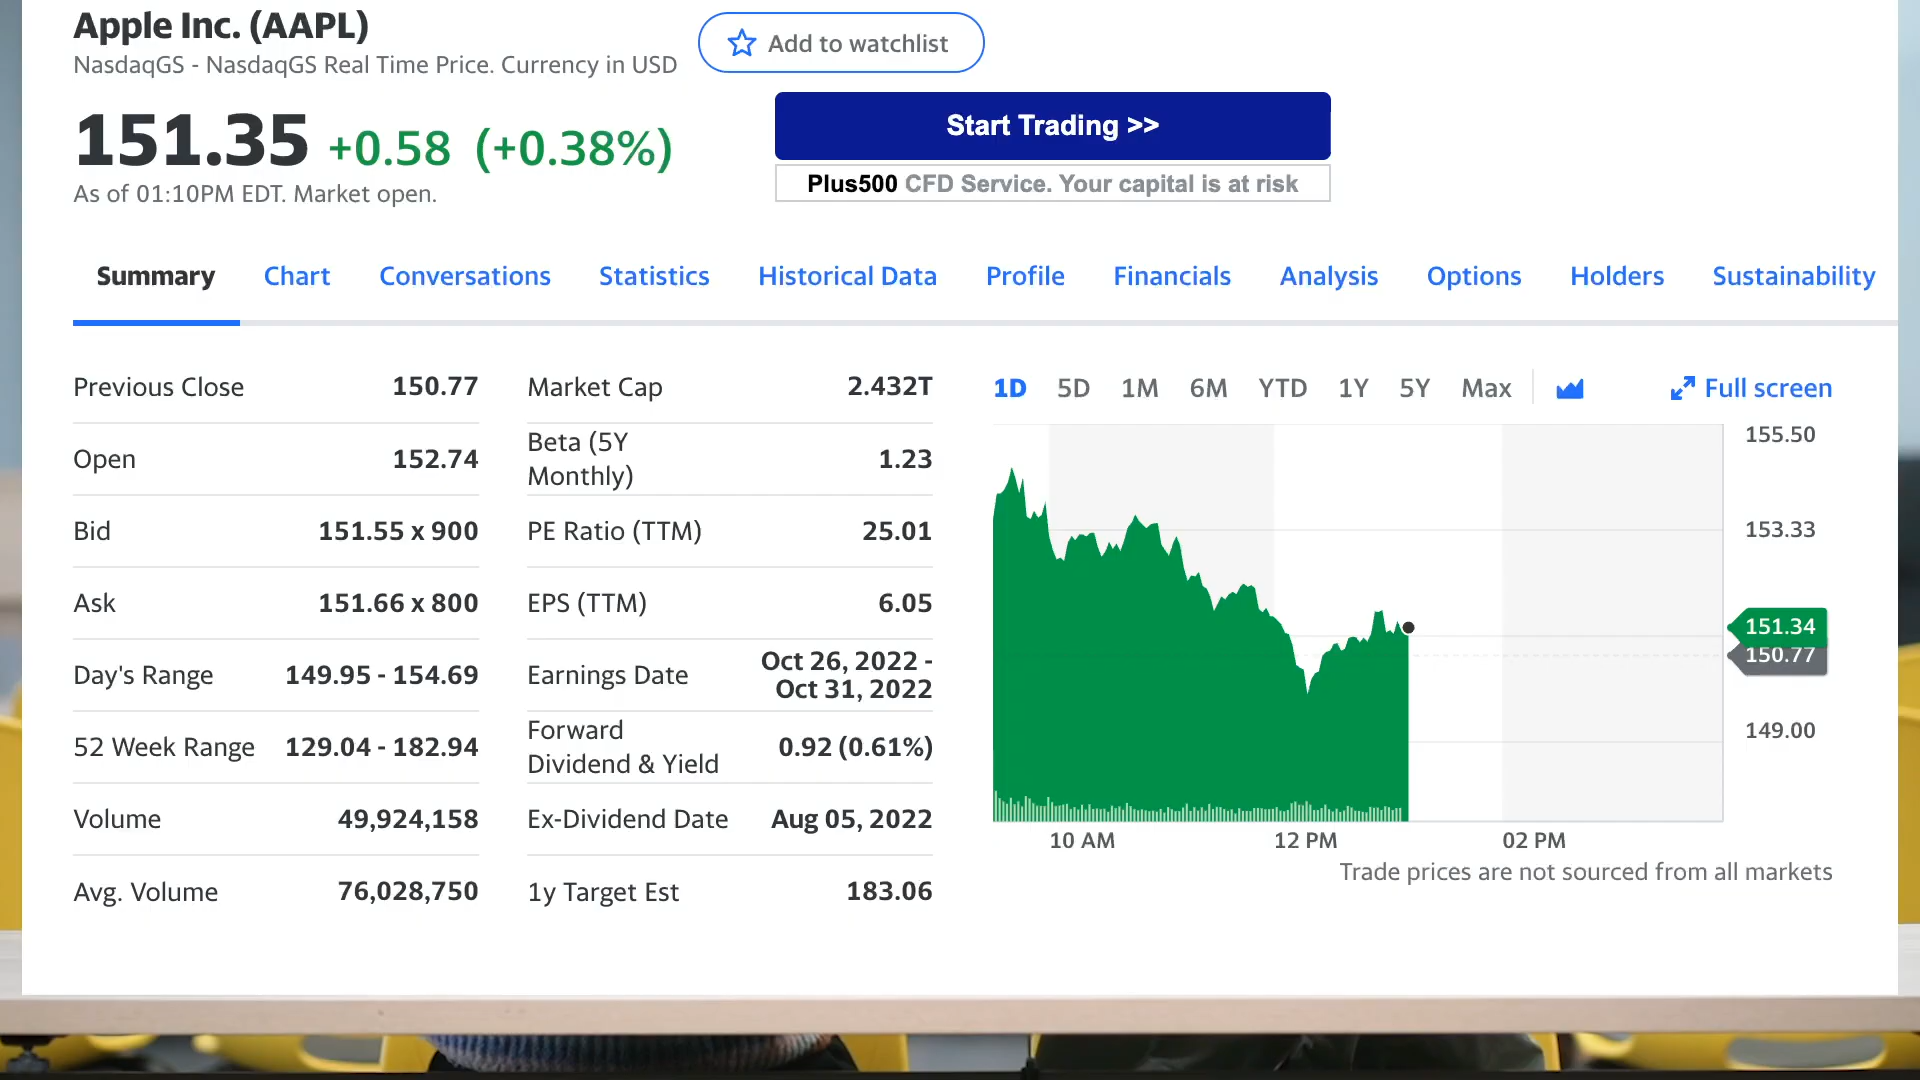 Apple Inc. (AAPL)
Add to watchlist
NasdaqGS - NasdaqGS Real Time Price. Currency in USD
151.35 +0.58 (+0.38%)
As of 01:10PM EDT. Market open.
Start Trading >>
Plus500 CFD Service. Your capital is at risk
Summary Chart Conversations Statistics Historical Data Profile Financials Analysis Options Holders Sustainability
Previous Close 150.77
Open 152.74
Bid 151.55 x 900
Ask 151.66 x 800
Day's Range 149.95 - 154.69
52 Week Range 129.04 - 182.94
Volume 49,924,158
Avg. Volume 76,028,750
Market Cap 2.432T
Beta (5Y
Monthly) 1.23
PE Ratio (TTM) 25.01
EPS (TTM) 6.05
Earnings Date Oct 26, 2022 -
Oct 31, 2022
Forward
Dividend & Yield 0.92 (0.61%)
Ex-Dividend Date Aug 05, 2022
1y Target Est 183.06
1D 5D 1M 6M YTD 1Y 5Y Max Full screen
155.50
153.33
151.34
150.77
149.00
10 AM 12 PM 02 PM
Trade prices are not sourced from all markets